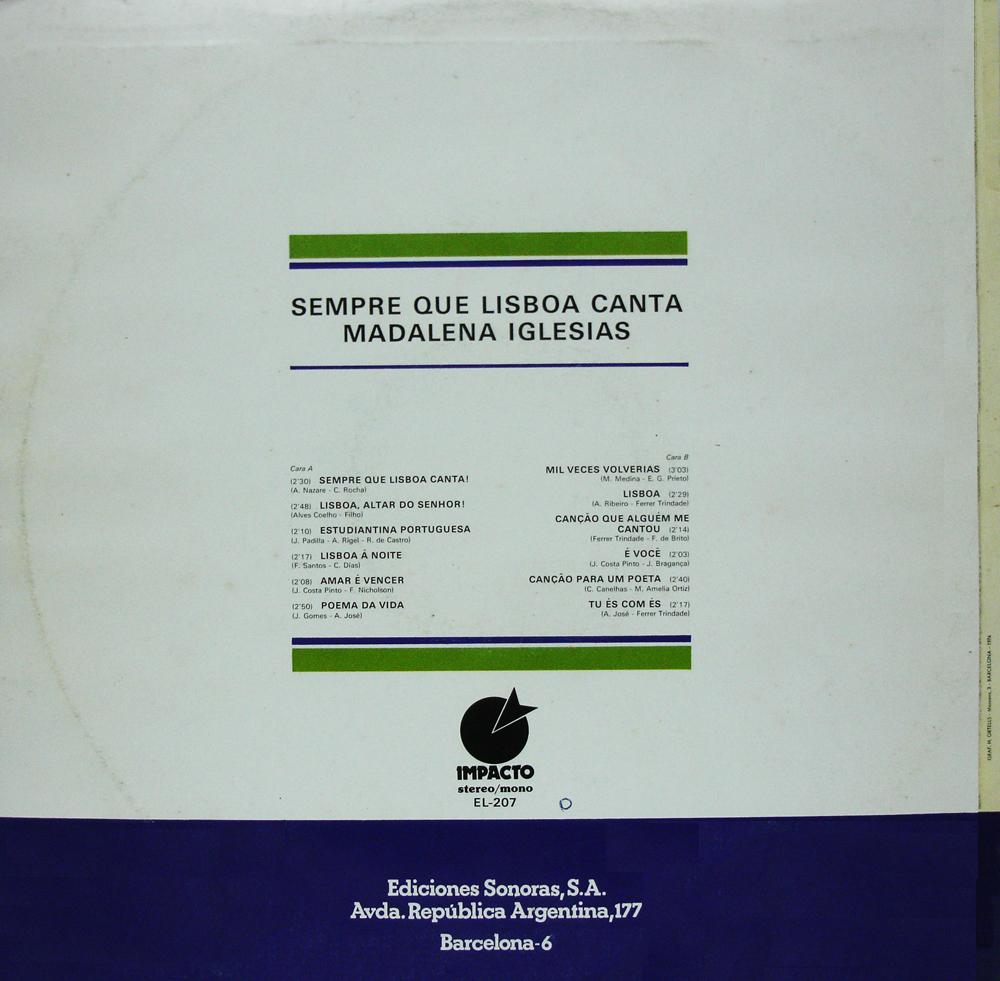 SEMPRE QUE LISBOA CANTA
MADALENA IGLESIAS
Cara A
(2'30) SEMPRE QUE LISBOA CANTA!
(A. Nazare - C. Rocha)
(2'48) LISBOA, ALTAR DO SENHOR!
(Alves Coelho - Filho)
(2'10) ESTUDIANTINA PORTUGUESA
(J. Padilla - A. Rigel - R. de Castro)
(2'17) LISBOA Á NOITE
(F. Santos - C. Dias)
(2'08) AMAR É VENCER
(J. Costa Pinto - F. Nicholson)
(2'50) POEMA DA VIDA
(J. Gomes - A. José)
Cara B
MIL VECES VOLVERIAS (3'03)
(M. Medina - E. G. Prieto)
LISBOA (2'29)
(A. Ribeiro - Ferrer Trindade)
CANÇÃO QUE ALGUÉM ME
CANTOU (2'14)
(Ferrer Trindade - F. de Brito)
É VOCÊ (2'03)
(J. Costa Pinto - J. Bragança)
CANÇÃO PARA UM POETA (2'40)
(C. Canelhas - M. Amelia Ortiz)
TU ÉS COM ÉS (2'17)
(A. José - Ferrer Trindade)
IMPACTO
stereo/mono
EL-207
Ediciones Sonoras, S.A.
Avda. República Argentina, 177
Barcelona-6
GRAF. M. ORTELLS - 3 - BARCELONA - 1974